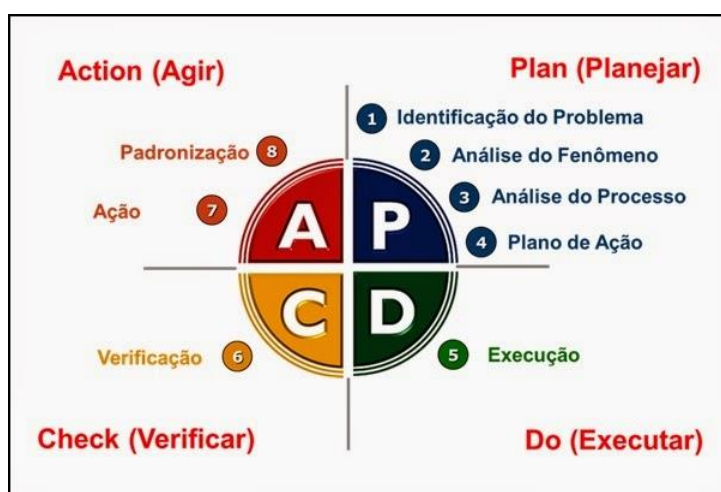 Action (Agir)
Plan (Planejar)
1 Identificação do Problema
2 Análise do Fenômeno
3 Análise do Processo
4 Plano de Ação
Padronização 8
Ação 7
A P
C D
Verificação 6
5 Execução
Check (Verificar)
Do (Executar)